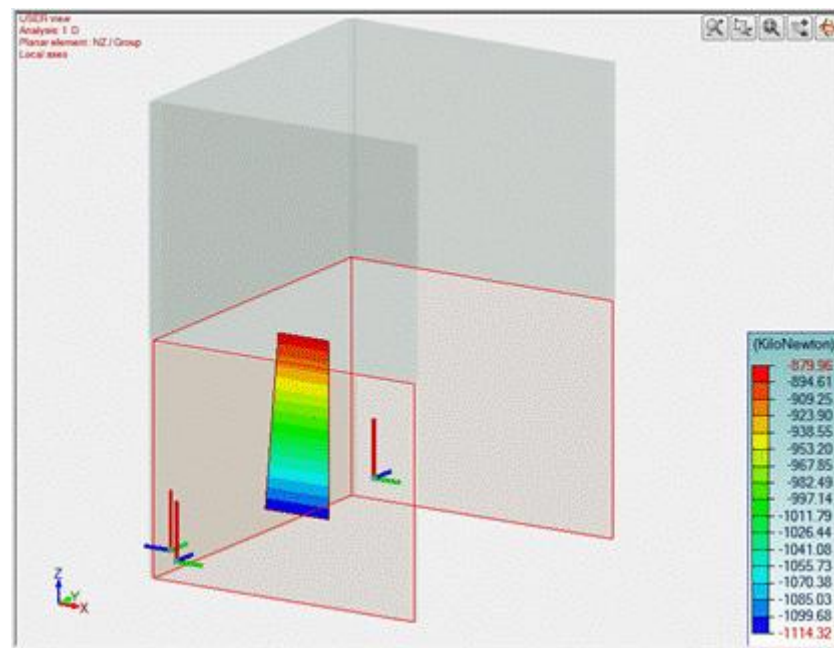 USER view
Analysis: 1 D
Planar element: NZ / Group
Local axes
(KiloNewton)
-879.96
-894.61
-909.25
-923.90
-938.55
-953.20
-967.85
-982.49
-997.14
-1011.79
-1026.44
-1041.08
-1055.73
-1070.38
-1085.03
-1099.68
-1114.32
Z
Y
X